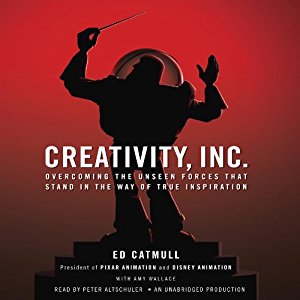 CREATIVITY, INC.
OVERCOMING THE UNSEEN FORCES THAT
STAND IN THE WAY OF TRUE INSPIRATION
ED CATMULL
President of PIXAR ANIMATION and DISNEY ANIMATION
WITH AMY WALLACE
READ BY PETER ALTSCHULER • AN UNABRIDGED PRODUCTION